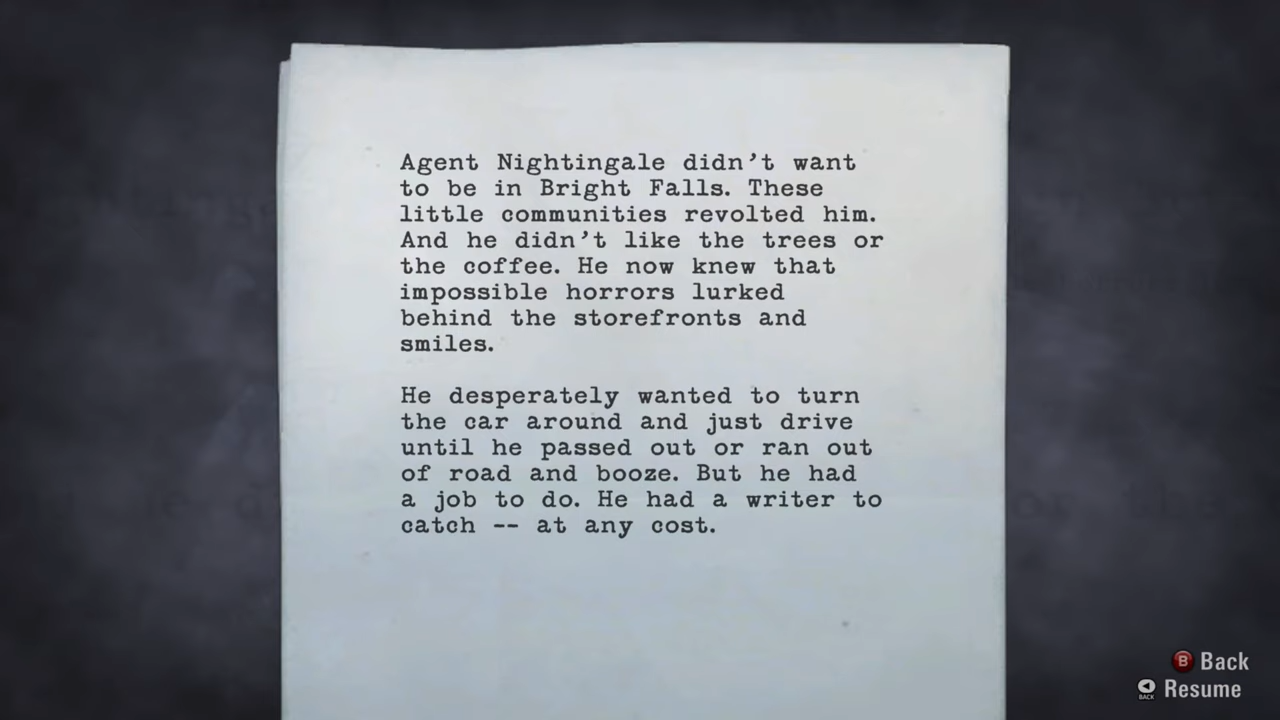 Agent Nightingale didn't want
to be in Bright Falls. These
little communities revolted him.
And he didn't like the trees or
the coffee. He now knew that
impossible horrors lurked
behind the storefronts and
smiles.
He desperately wanted to turn
the car around and just drive
until he passed out or ran out
of road and booze. But he had
a job to do. He had a writer to
catch -- at any cost.
B Back
BACK Resume